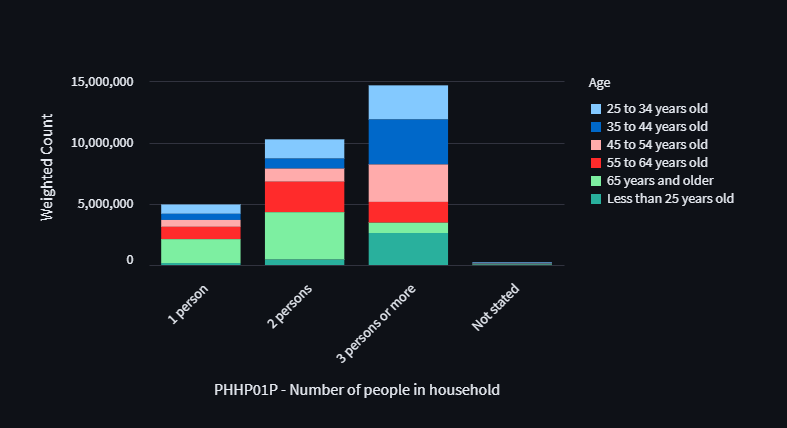 15,000,000
10,000,000
5,000,000
0
Weighted Count
1 person
2 persons
3 persons or more
Not stated
PHHP01P - Number of people in household
Age
25 to 34 years old
35 to 44 years old
45 to 54 years old
55 to 64 years old
65 years and older
Less than 25 years old